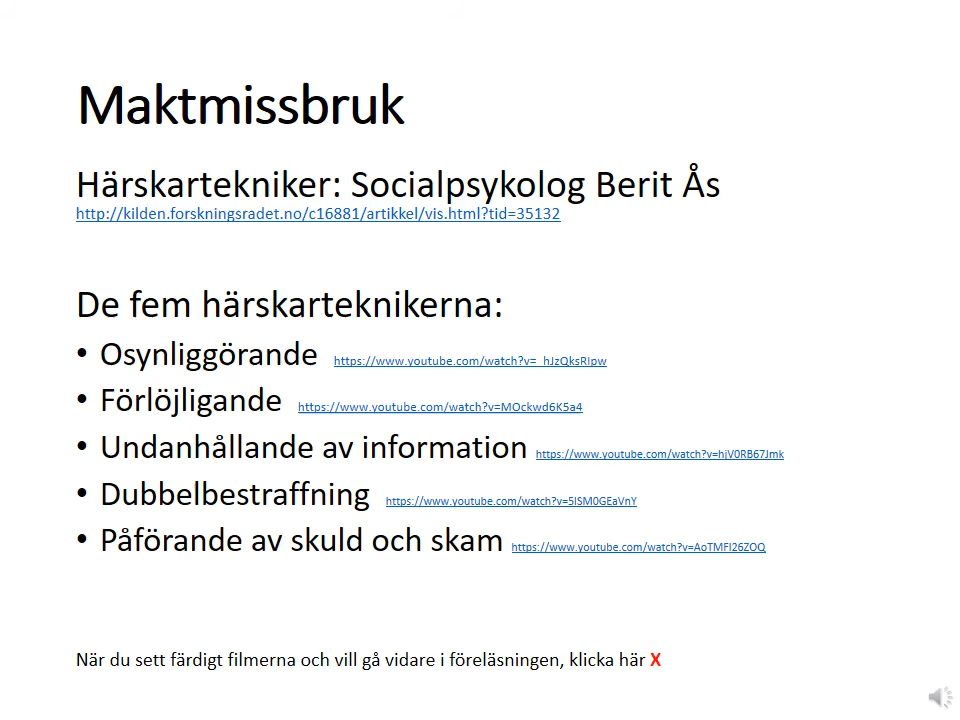 Maktmissbruk
Härskartekniker: Socialpsykolog Berit Ås
http://kilden.forskningsradet.no/c16881/artikkel/vis.html?tid=35132
De fem härskarteknikerna:
• Osynliggörande https://www.youtube.com/watch?v=_hJzQksRIpw
• Förlöjligande https://www.youtube.com/watch?v=MOckwd6K5a4
• Undanhållande av information https://www.youtube.com/watch?v=hjV0RB67Jmk
• Dubbelbestraffning https://www.youtube.com/watch?v=5ISM0GEaVnY
• Påförande av skuld och skam https://www.youtube.com/watch?v=AoTMFI26ZOQ
När du sett färdigt filmerna och vill gå vidare i föreläsningen, klicka här X